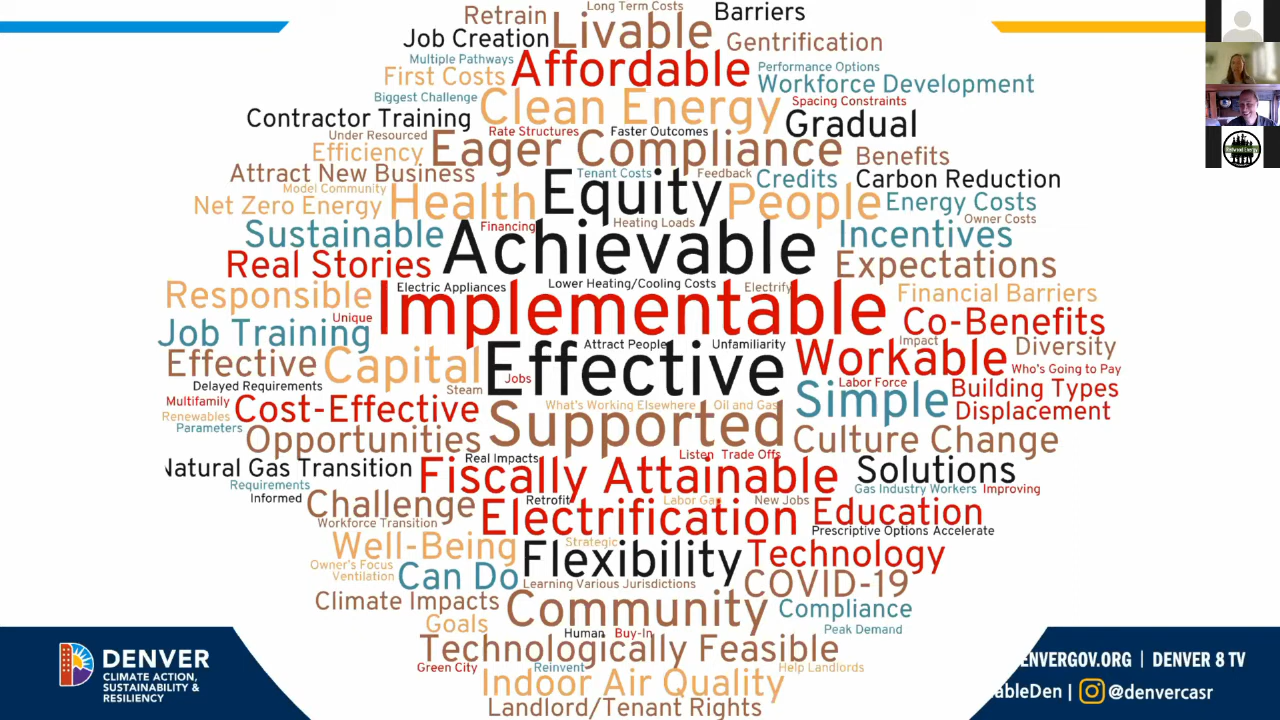 Long Term Costs
Retrain Livable Barriers
Job Creation Gentrification
Multiple Pathways Affordable Performance Options
First Costs Workforce Development
Biggest Challenge Clean Energy Spacing Constraints
Contractor Training Gradual
Under Resourced Rate Structures Faster Outcomes
Efficiency Eager Compliance Benefits
Attract New Business Tenant Costs Feedback Credits Carbon Reduction
Model Community Health Equity People
Net Zero Energy Energy Costs
Financing Heating Loads Owner Costs
Sustainable Achievable Incentives
Real Stories Expectations
Electric Appliances Lower Heating/Cooling Costs Electrify
Responsible Implementable Financial Barriers
Unique Co-Benefits
Job Training Attract People Unfamiliarity Impact Diversity
Effective Capital Effective Workable Who's Going to Pay
Delayed Requirements Steam Jobs Labor Force Building Types
Multifamily Cost-Effective What's Working Elsewhere Oil and Gas Simple Displacement
Renewables
Parameters Opportunities Supported Culture Change
Natural Gas Transition Real Impacts Listen Trade Offs Solutions
Requirements Fiscally Attainable Gas Industry Workers Improving
Informed Challenge Retrofit Labor Gap New Jobs Education
Workforce Transition Electrification Prescriptive Options Accelerate
Well-Being Strategic Flexibility Technology
Owner's Focus
Ventilation Can Do Learning Various Jurisdictions COVID-19
Climate Impacts Community Compliance
Goals Human Buy-In Peak Demand
Technologically Feasible
Green City Reinvent Help Landlords
Indoor Air Quality
Landlord/Tenant Rights
DENVER
CLIMATE ACTION,
SUSTAINABILITY &
RESILIENCY
ENVERGOV.ORG | DENVER 8 TV
ableDen | @denvercasr
Redwood Energy